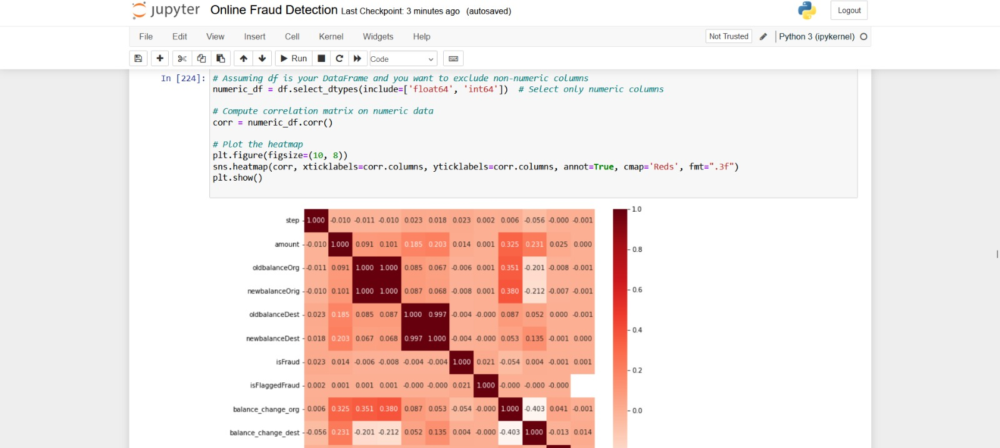 jupyter Online Fraud Detection Last Checkpoint: 3 minutes ago (autosaved)
Logout
File Edit View Insert Cell Kernel Widgets Help
Not Trusted Python 3 (ipykernel)
Run Code
In [224]: # Assuming df is your DataFrame and you want to exclude non-numeric columns
numeric_df = df.select_dtypes(include=['float64', 'int64']) # Select only numeric columns
# Compute correlation matrix on numeric data
corr = numeric_df.corr()
# Plot the heatmap
plt.figure(figsize=(10, 8))
sns.heatmap(corr, xticklabels=corr.columns, yticklabels=corr.columns, annot=True, cmap='Reds', fmt=".3f")
plt.show()
step 1.000 -0.010 -0.011 -0.010 0.023 0.018 0.023 0.002 0.006 -0.056 -0.000 -0.001
amount -0.010 1.000 0.091 0.101 0.185 0.203 0.014 0.001 0.325 0.231 0.025 0.000
oldbalanceOrg -0.011 0.091 1.000 1.000 0.085 0.067 -0.006 0.001 0.351 -0.201 -0.008 -0.001
newbalanceOrig -0.010 0.101 1.000 1.000 0.087 0.068 -0.008 0.001 0.380 -0.212 -0.007 -0.001
oldbalanceDest 0.023 0.185 0.085 0.087 1.000 0.997 -0.004 -0.000 0.087 0.052 0.000 -0.001
newbalanceDest 0.018 0.203 0.067 0.068 0.997 1.000 -0.004 -0.000 0.053 0.135 -0.001 0.000
isFraud 0.023 0.014 -0.006 -0.008 -0.004 -0.004 1.000 0.021 -0.054 0.004 -0.001 0.001
isFlaggedFraud 0.002 0.001 0.001 0.001 -0.000 -0.000 0.021 1.000 -0.000 -0.000 -0.000
balance_change_org 0.006 0.325 0.351 0.380 0.087 0.053 -0.054 -0.000 1.000 -0.403 0.041 -0.001
balance_change_dest -0.056 0.231 -0.201 -0.212 0.052 0.135 0.004 -0.000 -0.403 1.000 -0.013 0.014
1.0
0.8
0.6
0.4
0.2
0.0